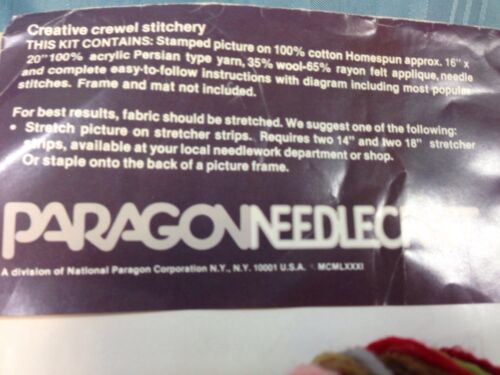 Creative crewel stitchery
THIS KIT CONTAINS: Stamped picture on 100% cotton Homespun approx. 16" x
20" 100% acrylic Persian type yarn, 35% wool-65% rayon felt applique, needle
and complete easy-to-follow instructions with diagram including most popular
stitches. Frame and mat not included.
For best results, fabric should be stretched. We suggest one of the following:
• Stretch picture on stretcher strips. Requires two 14" and two 18" stretcher
strips, available at your local needlework department or shop.
Or staple onto the back of a picture frame.
PARAGON NEEDLECRAFT
A division of National Paragon Corporation N.Y., N.Y. 10001 U.S.A. MCMLXXXI